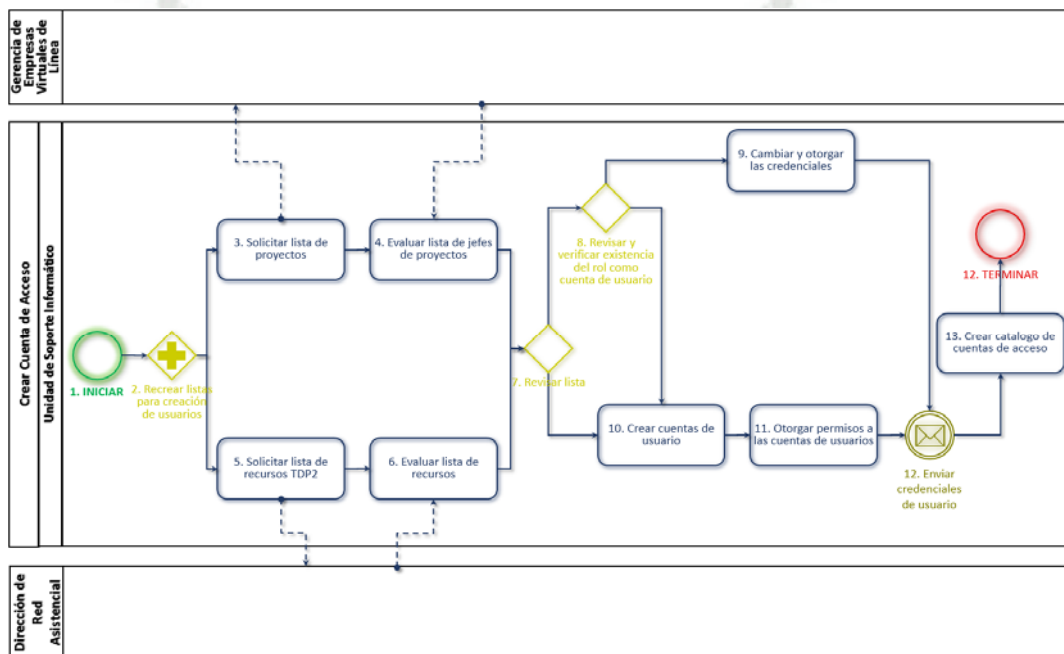 Gerencia de
Empresas
Virtuales de
Línea
Crear Cuenta de Acceso
Unidad de Soporte Informático
1. INICIAR
2. Recrear listas
para creación
de usuarios
3. Solicitar lista de
proyectos
4. Evaluar lista de jefes
de proyectos
5. Solicitar lista de
recursos TDP2
6. Evaluar lista de
recursos
7. Revisar lista
8. Revisar y
verificar existencia
del rol como
cuenta de usuario
9. Cambiar y otorgar
las credenciales
10. Crear cuentas de
usuario
11. Otorgar permisos a
las cuentas de usuarios
12. Enviar
credenciales
de usuario
13. Crear catalogo de
cuentas de acceso
12. TERMINAR
Dirección de
Red
Asistencial